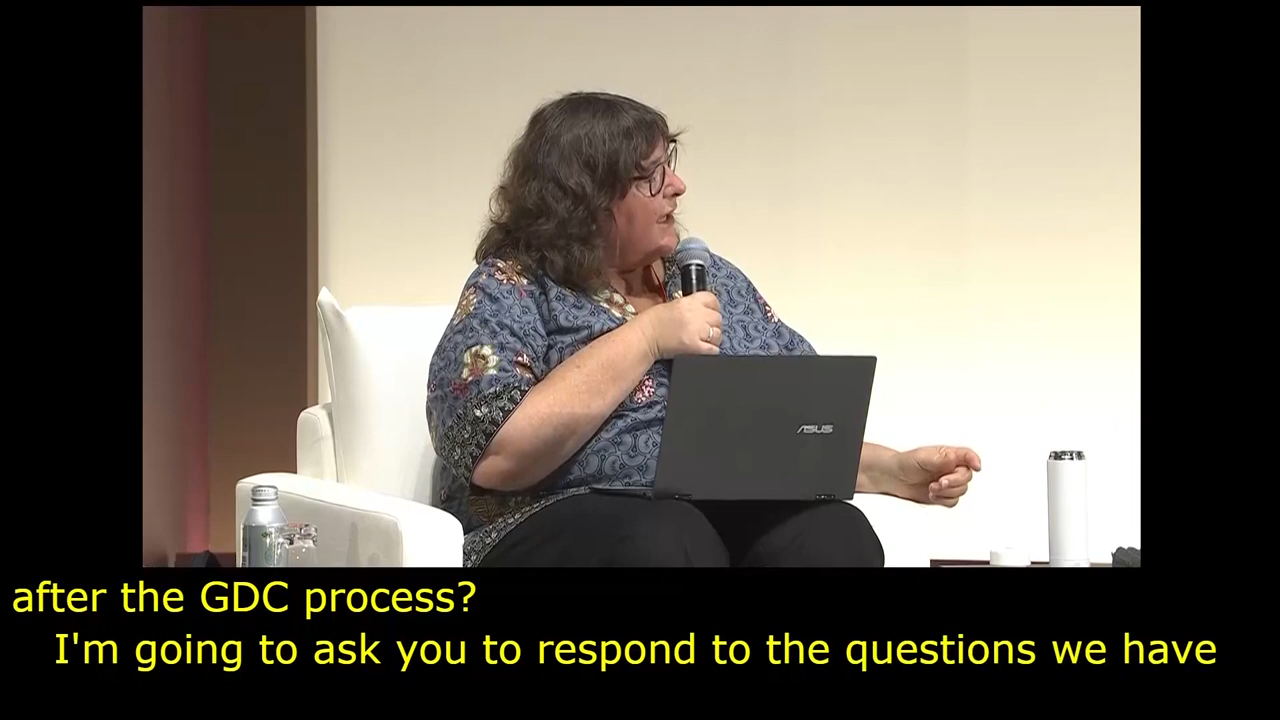 ASUS
after the GDC process?
I'm going to ask you to respond to the questions we have